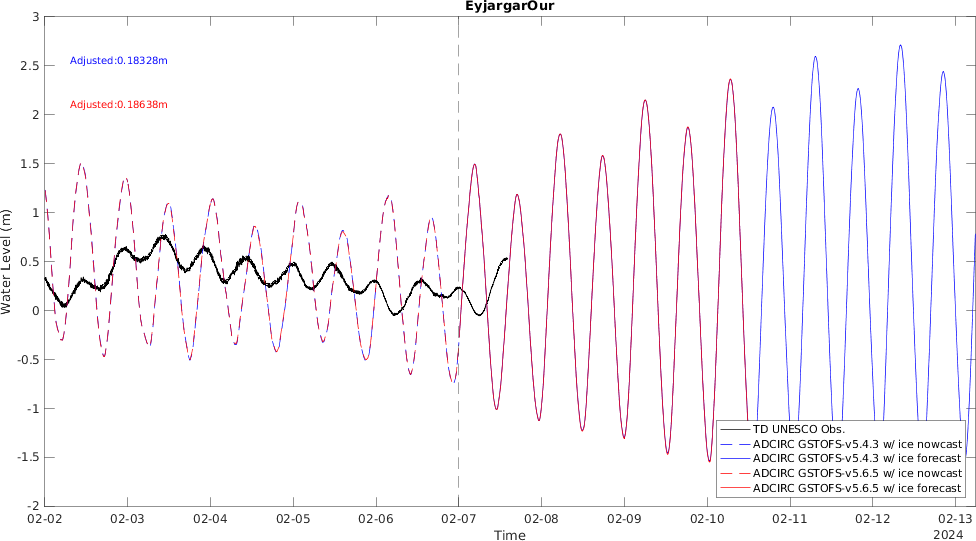 EyjargarOur
3
2.5
2
1.5
1
0.5
0
-0.5
-1
-1.5
-2
Water Level (m)
Adjusted:0.18328m
Adjusted:0.18638m
TD UNESCO Obs.
ADCIRC GSTOFS-v5.4.3 w/ ice nowcast
ADCIRC GSTOFS-v5.4.3 w/ ice forecast
ADCIRC GSTOFS-v5.6.5 w/ ice nowcast
ADCIRC GSTOFS-v5.6.5 w/ ice forecast
02-02 02-03 02-04 02-05 02-06 02-07 02-08 02-09 02-10 02-11 02-12 02-13
Time
2024